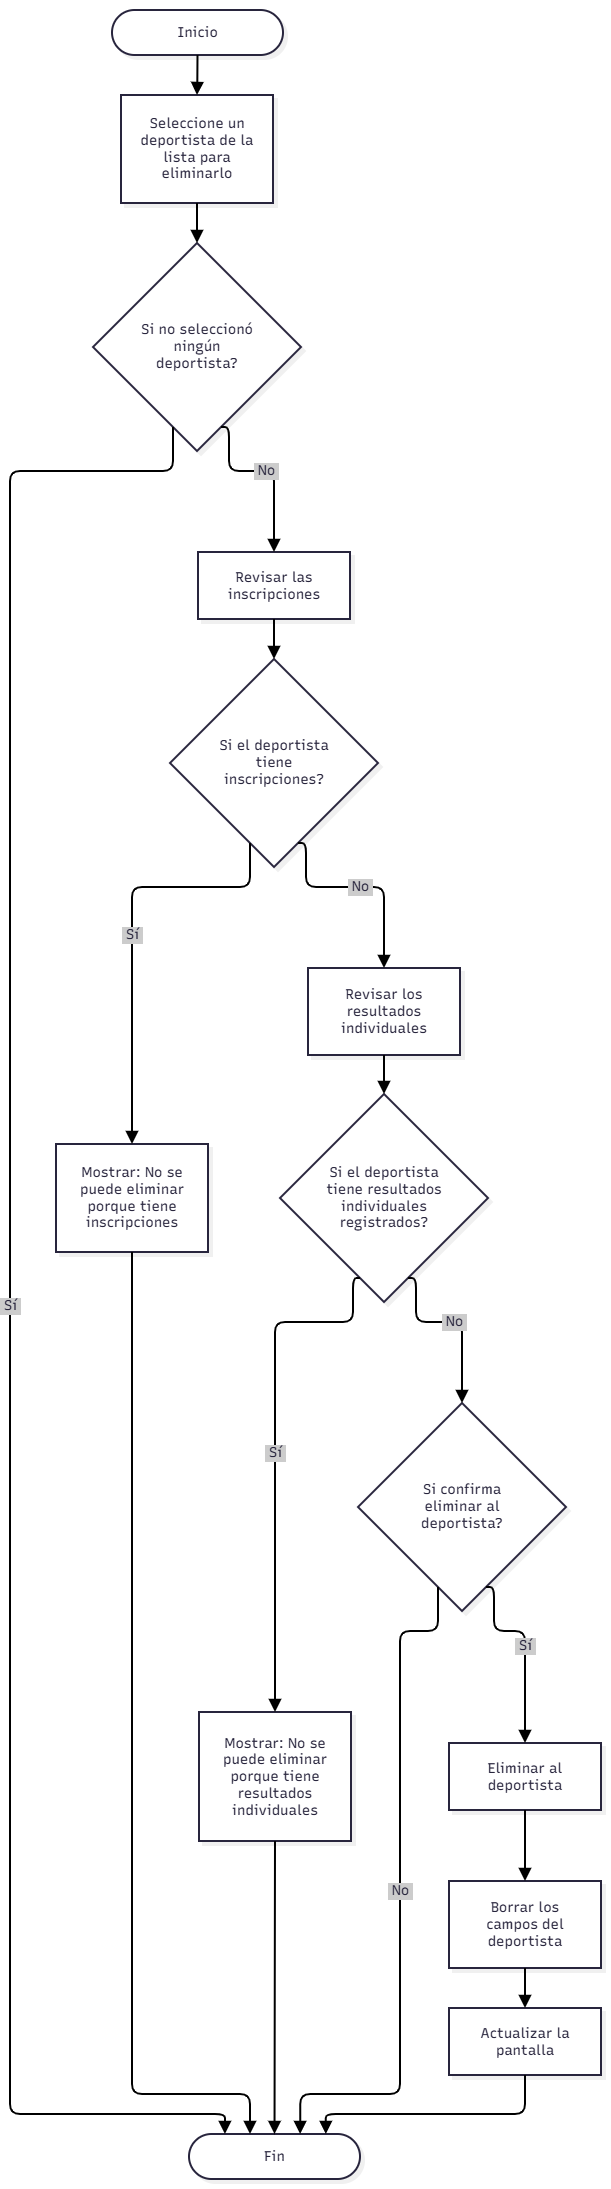 Inicio
Seleccione un
deportista de la
lista para
eliminarlo
Si no seleccionó
ningún
deportista?
No
Revisar las
inscripciones
Si el deportista
tiene
inscripciones?
No
Sí
Revisar los
resultados
individuales
Mostrar: No se
puede eliminar
porque tiene
inscripciones
Si el deportista
tiene resultados
individuales
registrados?
Sí
No
Sí
Si confirma
eliminar al
deportista?
Sí
Mostrar: No se
puede eliminar
porque tiene
resultados
individuales
Eliminar al
deportista
No
Borrar los
campos del
deportista
Actualizar la
pantalla
Fin